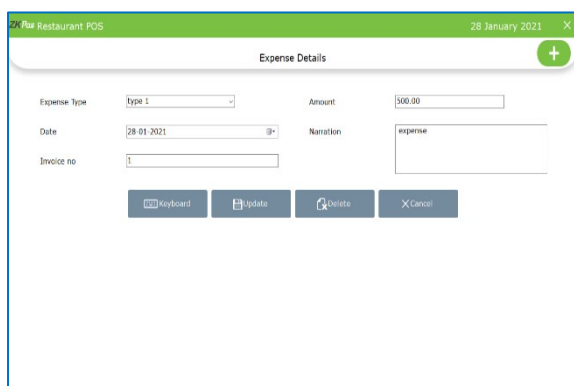 ZKPos Restaurant POS 28 January 2021 X
Expense Details +
Expense Type type 1 Amount 500.00
Date 28-01-2021 Narration expense
Invoice no 1
Keyboard Update Delete Cancel